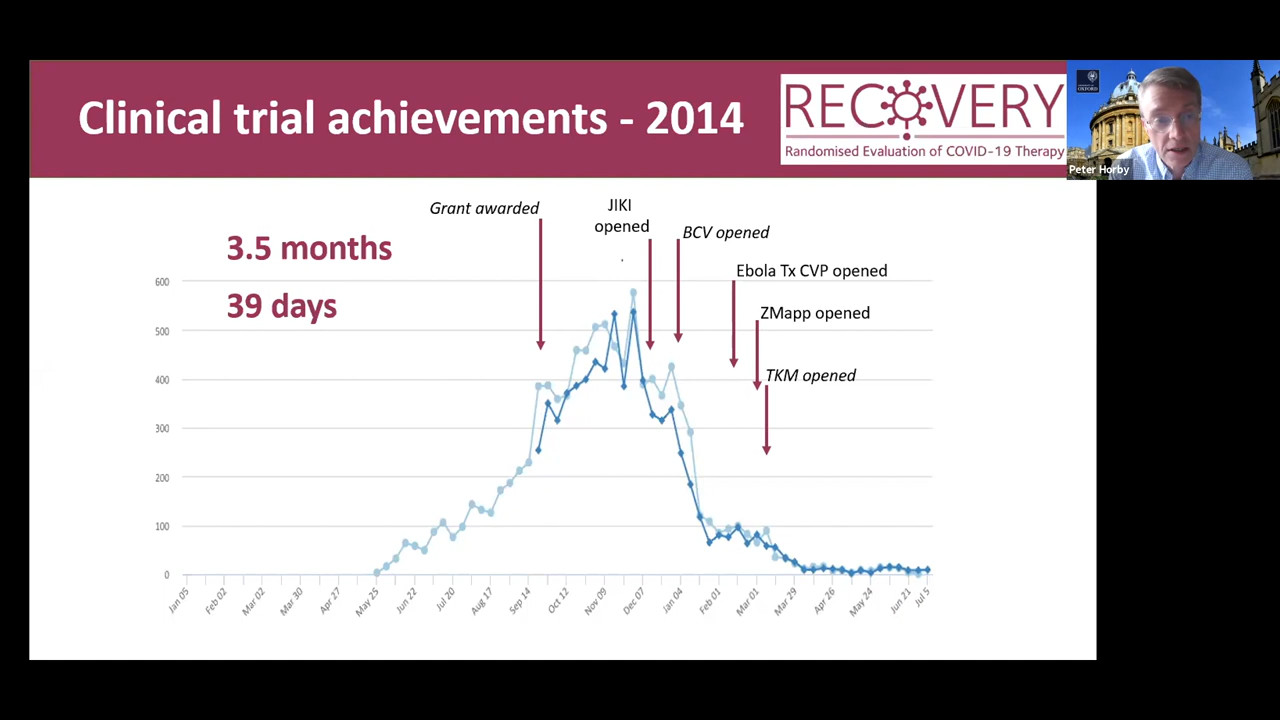 Clinical trial achievements - 2014
RECOVERY
Randomised Evaluation of COVID-19 Therapy
UNIVERSITY OF
OXFORD
Peter Horby
Grant awarded
JIKI
opened
BCV opened
3.5 months
Ebola Tx CVP opened
39 days
ZMapp opened
TKM opened
600
500
400
300
200
100
0
Jan 05
Feb 02
Mar 02
Mar 30
Apr 27
May 25
Jun 22
Jul 20
Aug 17
Sep 14
Oct 12
Nov 09
Dec 07
Jan 04
Feb 01
Mar 01
Mar 29
Apr 26
May 24
Jun 21
Jul 5